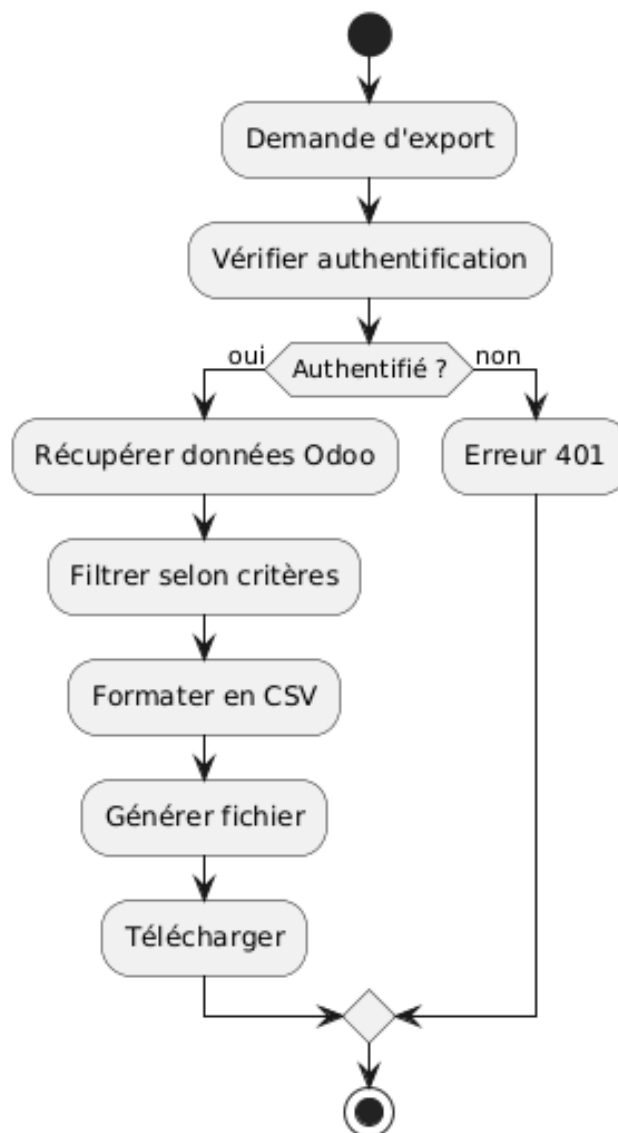 Demande d'export
Vérifier authentification
oui
Authentifié ?
non
Récupérer données Odoo
Erreur 401
Filtrer selon critères
Formater en CSV
Générer fichier
Télécharger